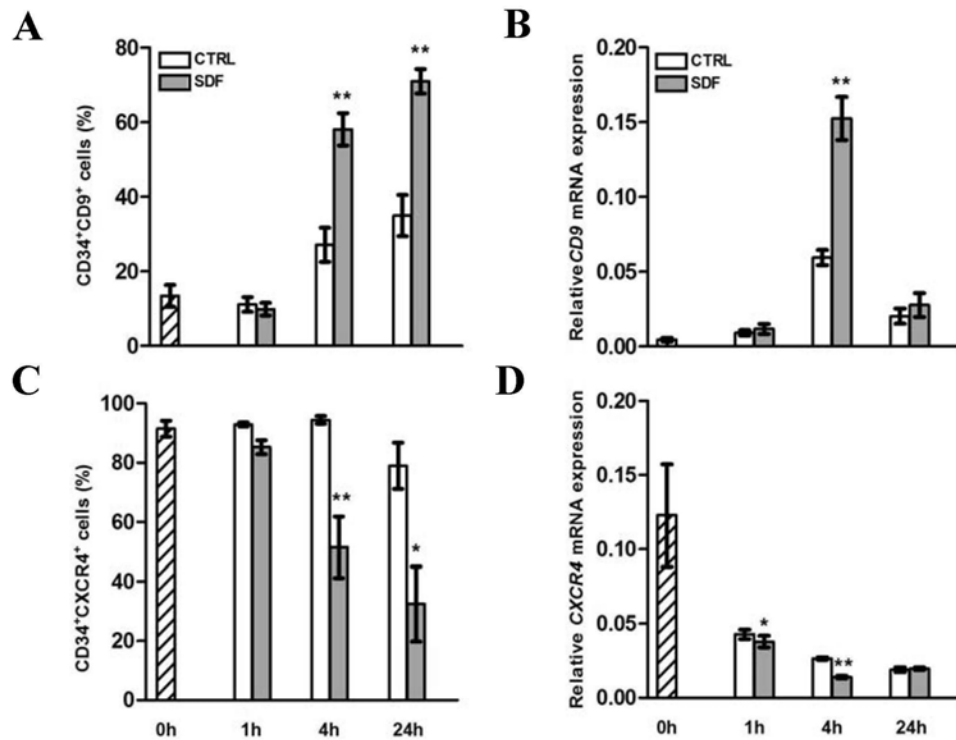 A
CD34⁺CD9⁺ cells (%)
80
60
40
20
0
CTRL
SDF
**
**
B
Relative CD9 mRNA expression
0.20
0.15
0.10
0.05
0.00
CTRL
SDF
**
C
CD34⁺CXCR4⁺ cells (%)
100
80
60
40
20
0
**
*
0h 1h 4h 24h
D
Relative CXCR4 mRNA expression
0.20
0.15
0.10
0.05
0.00
*
**
0h 1h 4h 24h